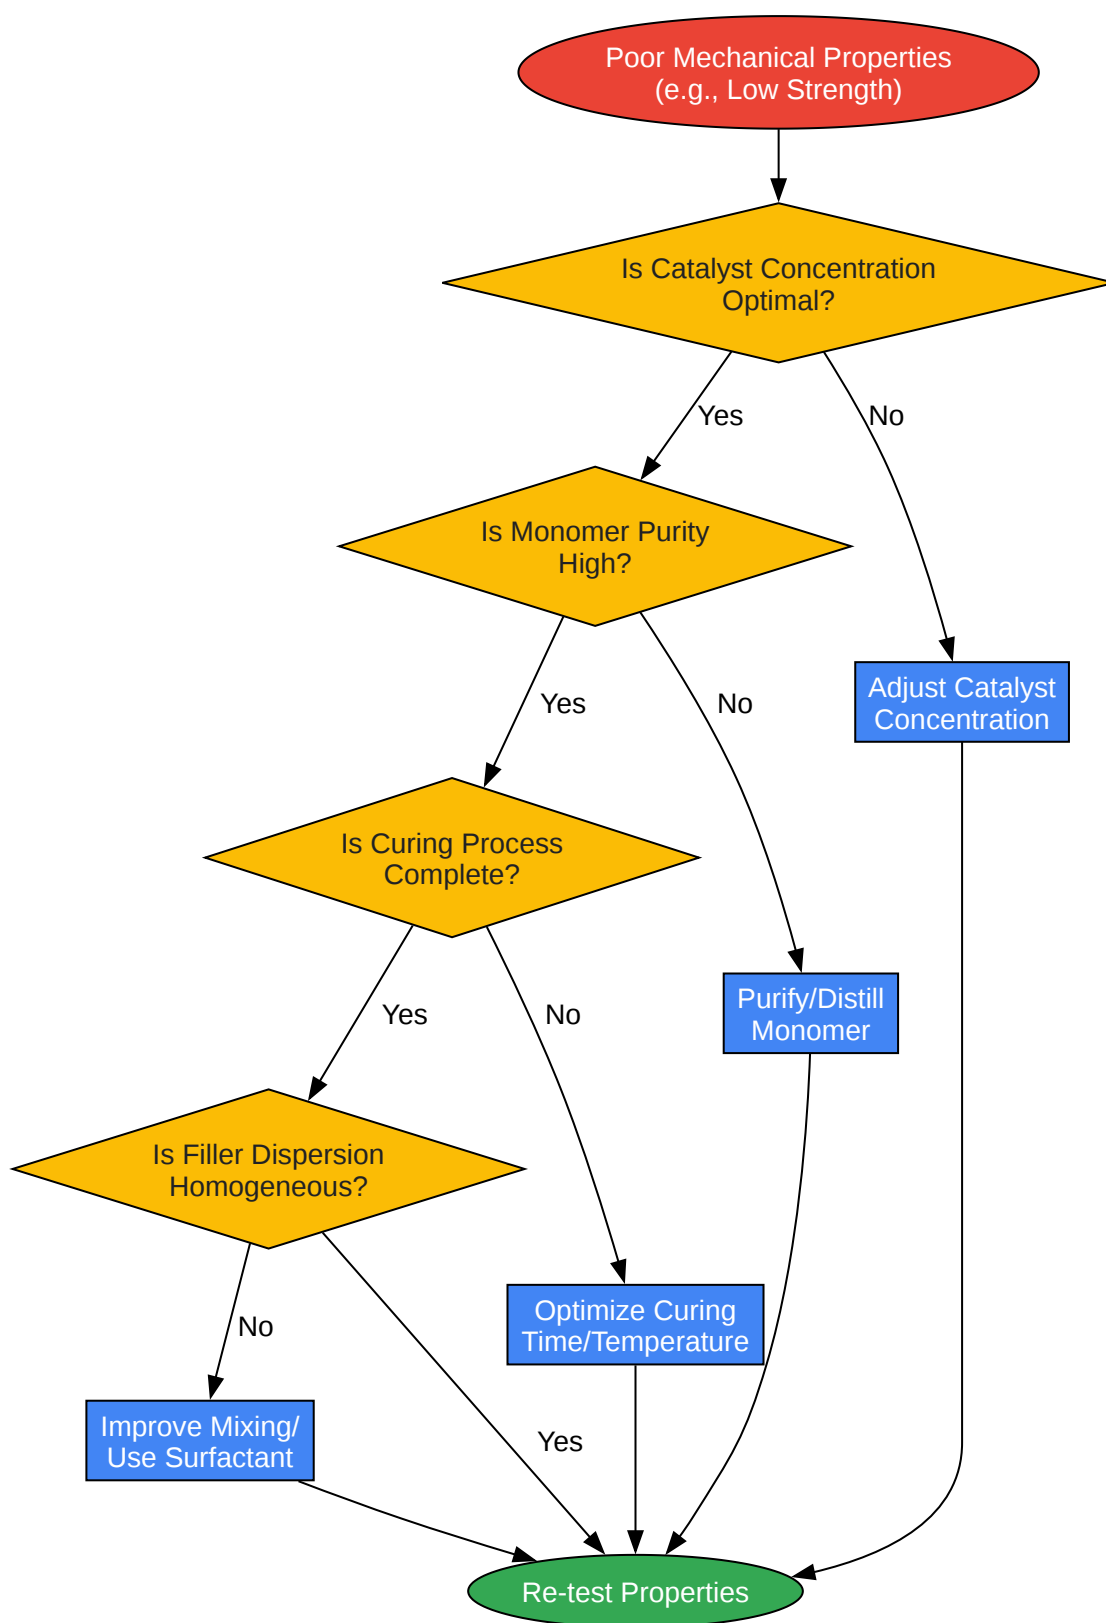 Poor Mechanical Properties
(e.g., Low Strength)
Is Catalyst Concentration
Optimal?
Yes
No
Is Monomer Purity
High?
Yes
No
Adjust Catalyst
Concentration
Is Curing Process
Complete?
Yes
No
Purify/Distill
Monomer
Is Filler Dispersion
Homogeneous?
No
Yes
Optimize Curing
Time/Temperature
Improve Mixing/
Use Surfactant
Re-test Properties